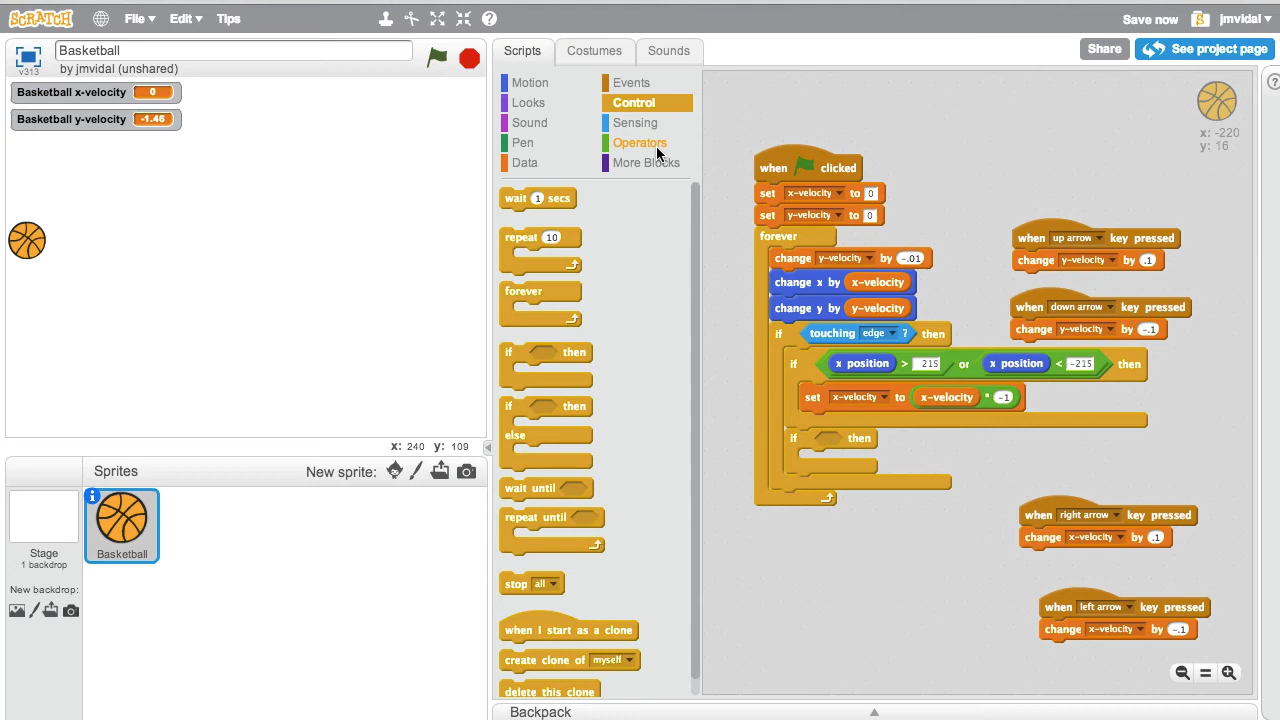 SCRATCH File Edit Tips Save now jmvidal
v313 Basketball
by jmvidal (unshared)
Basketball x-velocity 0
Basketball y-velocity -1.46
x: 240 y: 109
Sprites New sprite:
Stage
1 backdrop
New backdrop:
Basketball
Scripts Costumes Sounds Share See project page
Motion Events
Looks Control
Sound Sensing
Pen Operators
Data More Blocks
wait 1 secs
repeat 10
forever
if then
if then
else
wait until
repeat until
stop all
when I start as a clone
create clone of myself
delete this clone
x: -220
y: 16
when clicked
set x-velocity to 0
set y-velocity to 0
forever
change y-velocity by -.01
change x by x-velocity
change y by y-velocity
if touching edge ? then
if x position > 215 or x position < -215 then
set x-velocity to x-velocity * -1
if then
when up arrow key pressed
change y-velocity by .1
when down arrow key pressed
change y-velocity by -.1
when right arrow key pressed
change x-velocity by .1
when left arrow key pressed
change x-velocity by -.1
Backpack